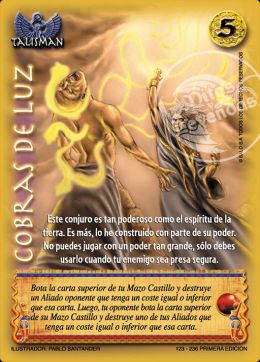 TALISMAN
5
COBRAS DE LUZ
Este conjuro es tan poderoso como el espíritu de la
tierra. Es más, lo he construido con parte de su poder.
No puedes jugar con un poder tan grande, sólo debes
usarlo cuando tu enemigo sea presa segura.
Bota la carta superior de tu Mazo Castillo y destruye
un Aliado oponente que tenga un coste igual o inferior
que esa carta. Luego, tu oponente bota la carta superior
de su Mazo Castillo y destruye uno de tus Aliados que
tenga un coste igual o inferior a esa carta.
ILUSTRADOR: PABLO SANTANDER
123 - 236 PRIMERA EDICION